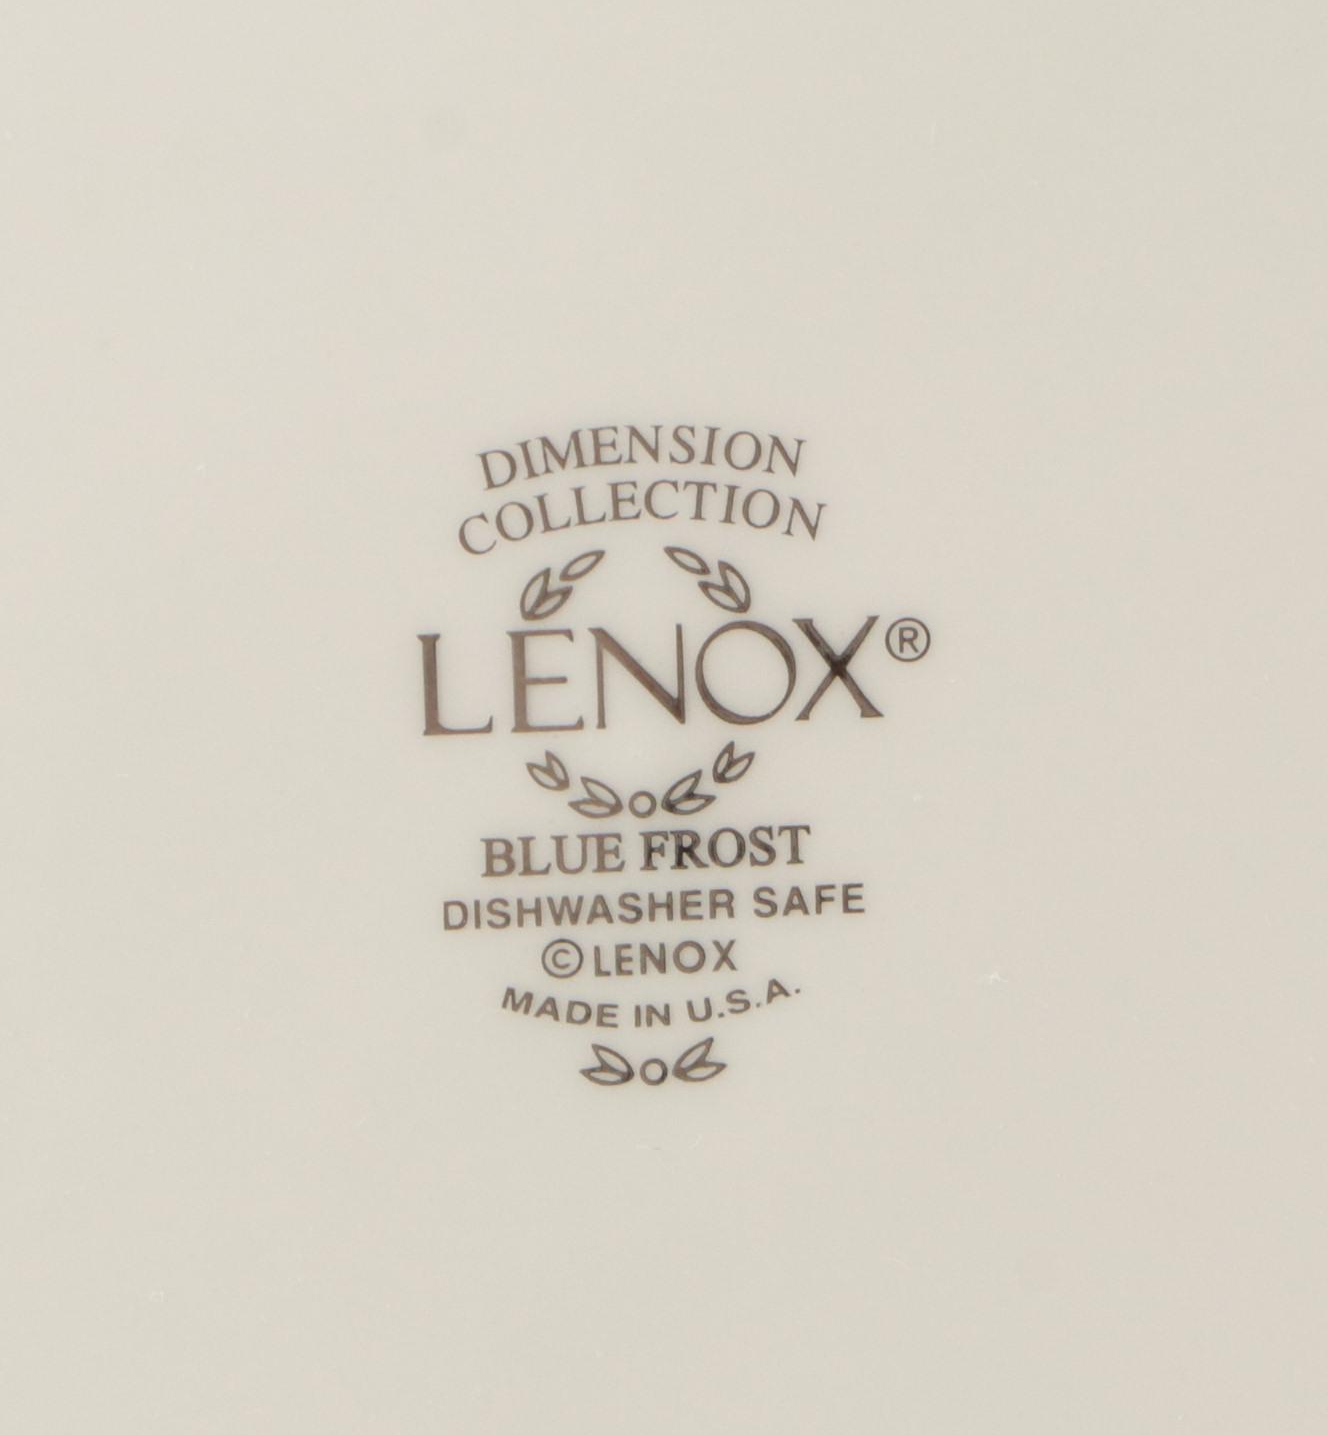 DIMENSION
COLLECTION
LENOX®
BLUE FROST
DISHWASHER SAFE
© LENOX
MADE IN U.S.A.